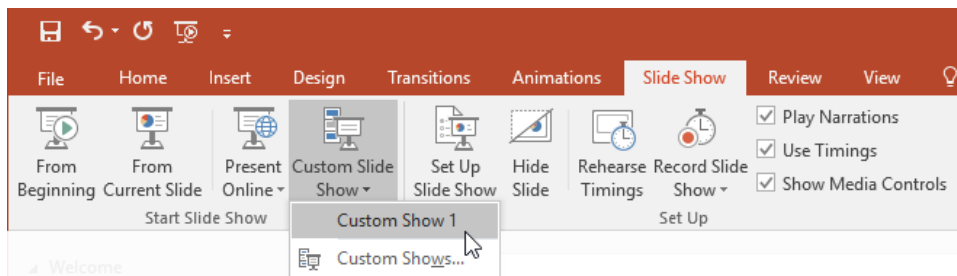 File Home Insert Design Transitions Animations Slide Show Review View
From Beginning
From Current Slide
Present Online
Custom Slide Show
Set Up Slide Show
Hide Slide
Rehearse Timings
Record Slide Show
Play Narrations
Use Timings
Show Media Controls
Start Slide Show
Set Up
Custom Show 1
Custom Shows...
Welcome